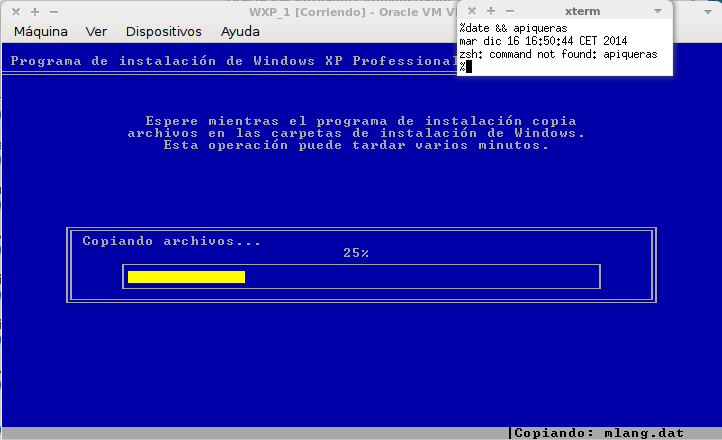 WXP_1 [Corriendo] - Oracle VM V
Máquina Ver Dispositivos Ayuda
xterm
%date && apiqueras
mar dic 16 16:50:44 CET 2014
zsh: command not found: apiqueras
%
Programa de instalación de Windows XP Professional
Espere mientras el programa de instalación copia
archivos en las carpetas de instalación de Windows.
Esta operación puede tardar varios minutos.
Copiando archivos...
25%
Copiando: mlang.dat